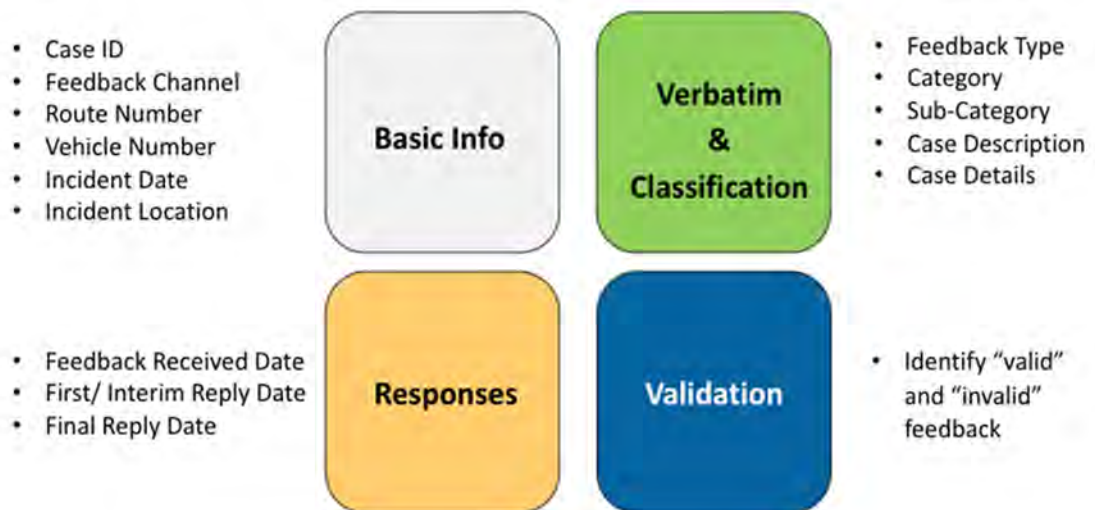 • Case ID
• Feedback Channel
• Route Number
• Vehicle Number
• Incident Date
• Incident Location
Basic Info
Verbatim
&
Classification
• Feedback Type
• Category
• Sub-Category
• Case Description
• Case Details
• Feedback Received Date
• First/ Interim Reply Date
• Final Reply Date
Responses
Validation
• Identify “valid”
and “invalid”
feedback